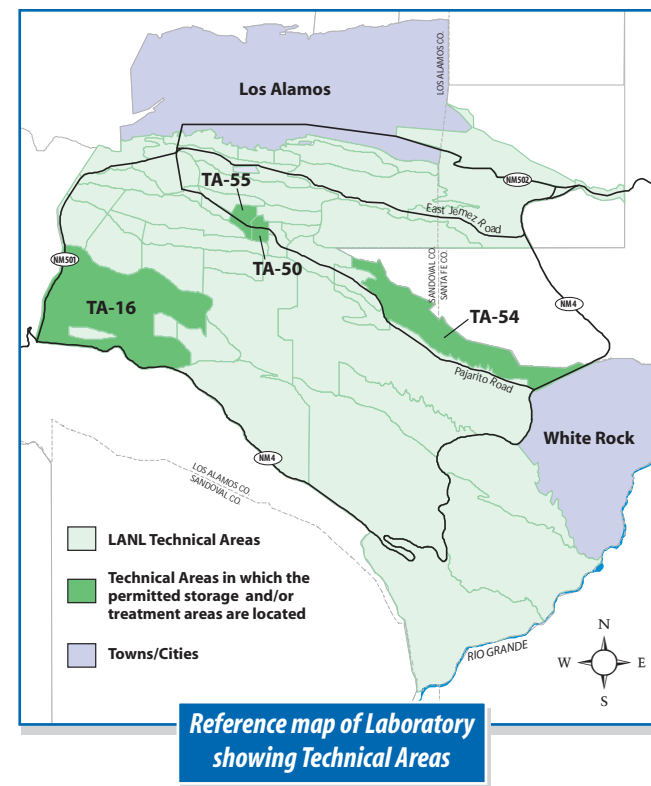 Los Alamos
LOS ALAMOS CO.
NM502
TA-55
East Jemez Road
NM501
TA-50
SANDOVAL CO.
SANTA FE CO.
TA-16
NM4
TA-54
Pajarito Road
White Rock
NM4
LOS ALAMOS CO.
SANDOVAL CO.
LANL Technical Areas
Technical Areas in which the
permitted storage and/or
treatment areas are located
Towns/Cities
RIO GRANDE
N
W E
S
Reference map of Laboratory
showing Technical Areas